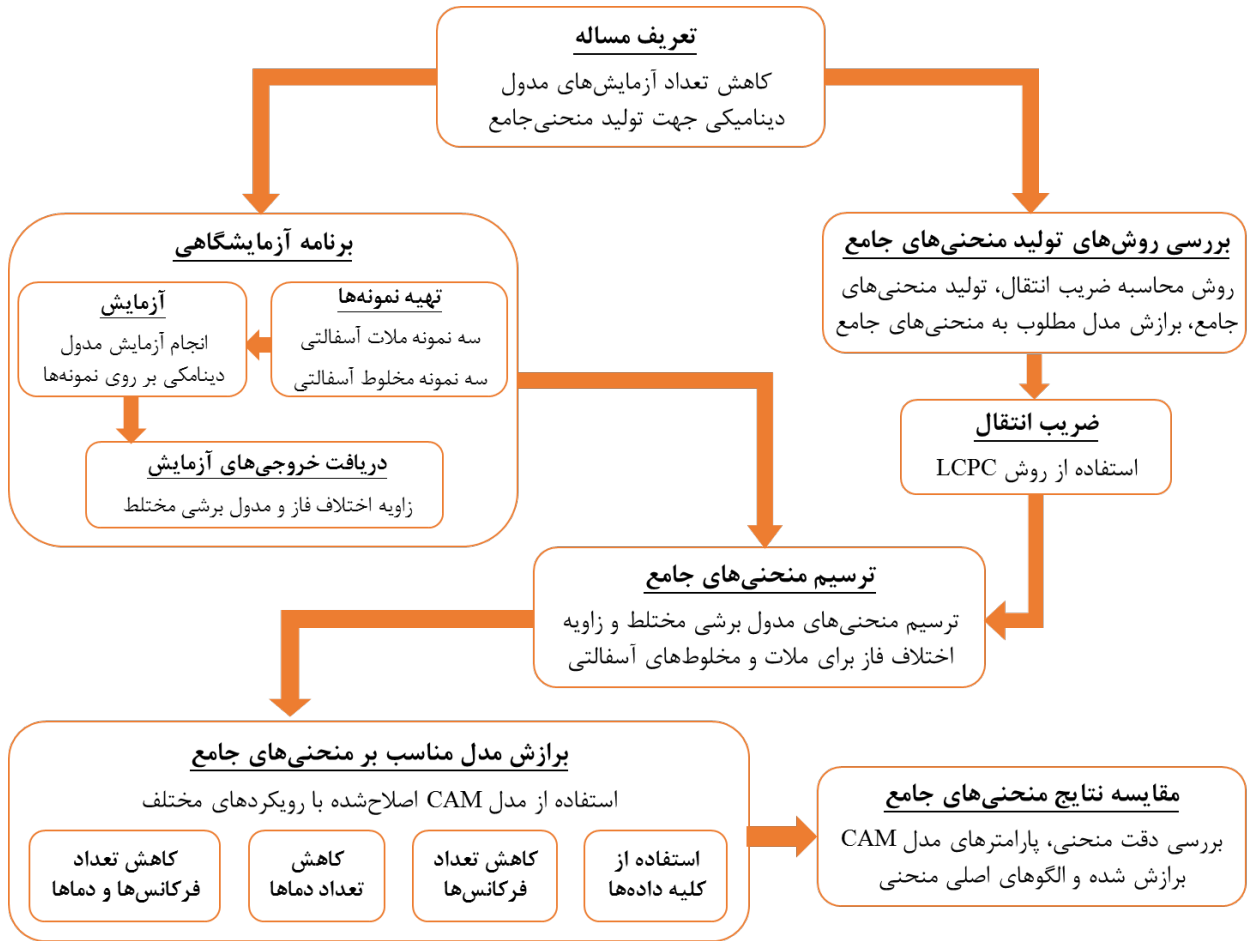 تعریف مساله
کاهش تعداد آزمایش‌های مدول
دینامیکی جهت تولید منحنی‌جامع
بررسی روش‌های تولید منحنی‌های جامع
روش محاسبه ضریب انتقال، تولید منحنی‌های
جامع، برازش مدل مطلوب به منحنی‌های جامع
ضریب انتقال
استفاده از روش LCPC
برنامه آزمایشگاهی
تهیه نمونه‌ها
سه نمونه ملات آسفالتی
سه نمونه مخلوط آسفالتی
آزمایش
انجام آزمایش مدول
دینامکی بر روی نمونه‌ها
دریافت خروجی‌های آزمایش
زاویه اختلاف فاز و مدول برشی مختلط
ترسیم منحنی‌های جامع
ترسیم منحنی‌های مدول برشی مختلط و زاویه
اختلاف فاز برای ملات و مخلوط‌های آسفالتی
برازش مدل مناسب بر منحنی‌های جامع
استفاده از مدل CAM اصلاح‌شده با رویکردهای مختلف
استفاده از
کلیه داده‌ها
کاهش تعداد
فرکانس‌ها
کاهش
تعداد دماها
کاهش تعداد
فرکانس‌ها و دماها
مقایسه نتایج منحنی‌های جامع
بررسی دقت منحنی، پارامترهای مدل CAM
برازش شده و الگوهای اصلی منحنی